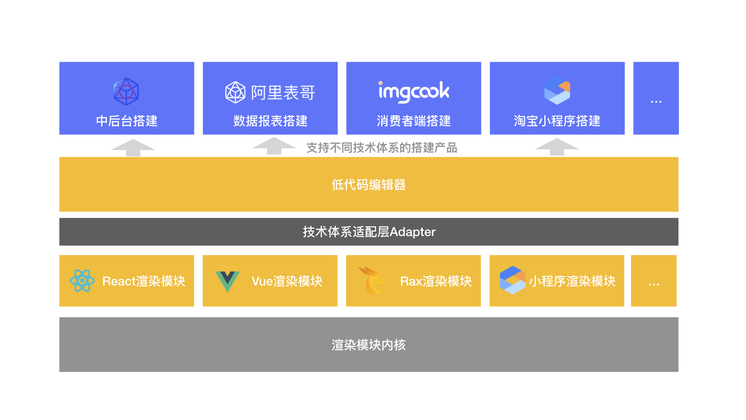 阿里表哥
imgcook
中后台搭建
数据报表搭建
消费者端搭建
淘宝小程序搭建
...
支持不同技术体系的搭建产品
低代码编辑器
技术体系适配层Adapter
React渲染模块
Vue渲染模块
Rax渲染模块
小程序渲染模块
...
渲染模块内核